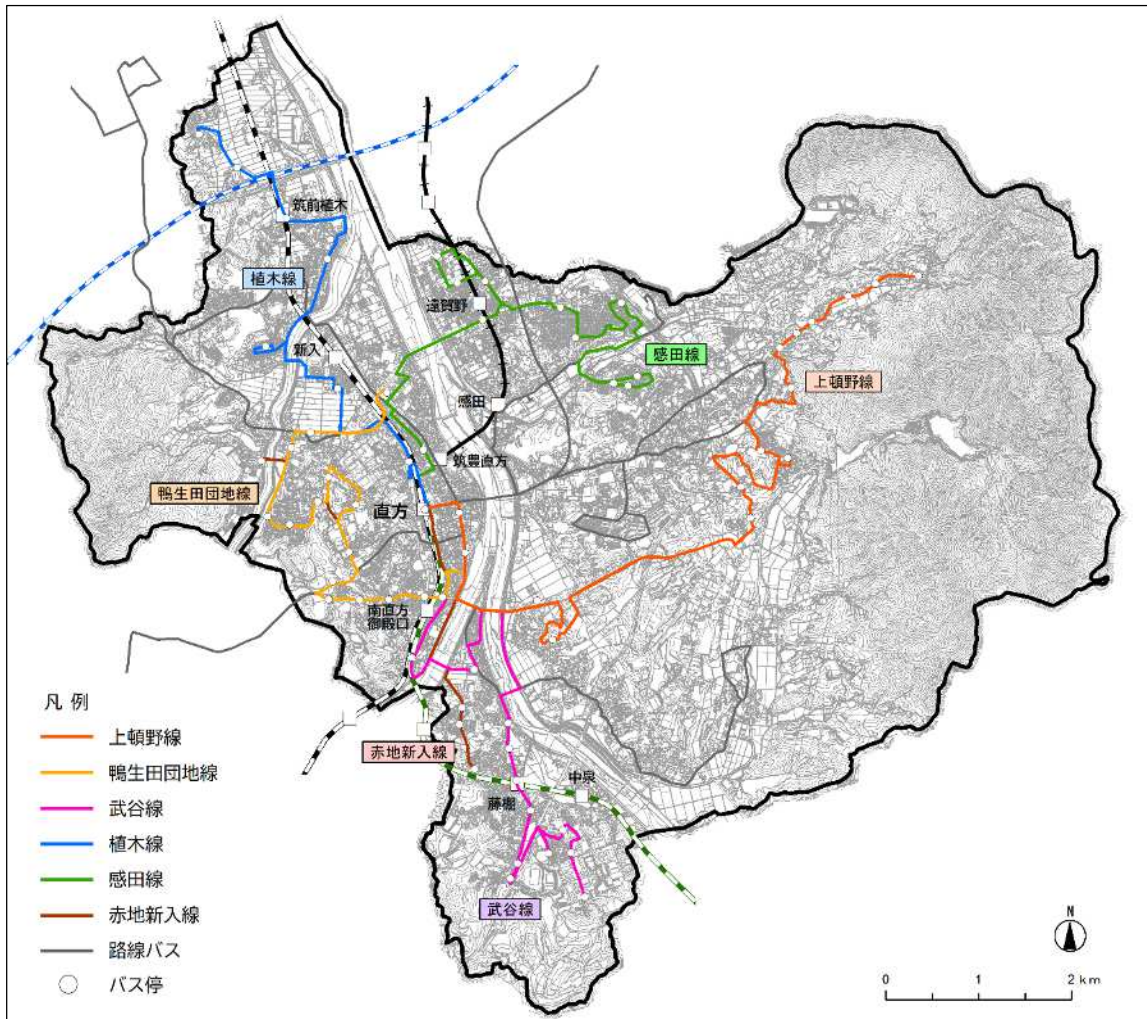 筑前植木
植木線
遠賀野
新入
感田線
上頓野線
感田
筑豊直方
鴨生田団地線
直方
南直方
御殿口
赤地新入線
中泉
藤棚
武谷線
凡例
上頓野線
鴨生田団地線
武谷線
植木線
感田線
赤地新入線
路線バス
バス停
N
0 1 2 km